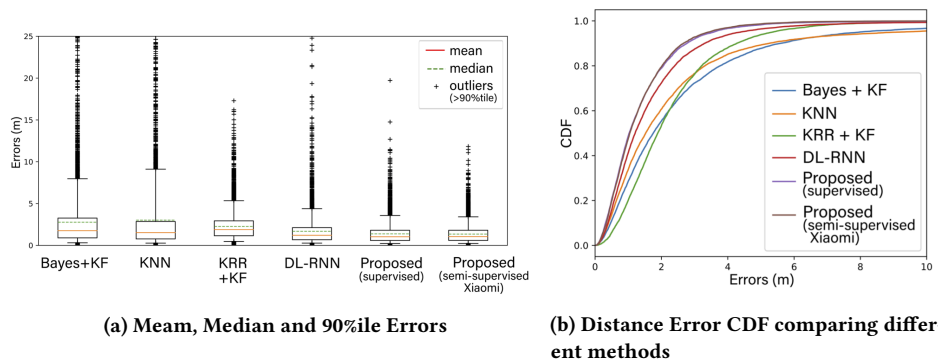 25
20
15
10
5
0
Errors (m)
mean
median
outliers
(>90%tile)
Bayes+KF
KNN
KRR
+KF
DL-RNN
Proposed
(supervised)
Proposed
(semi-supervised
Xiaomi)
(a) Meam, Median and 90%ile Errors
1.0
0.8
0.6
0.4
0.2
0.0
CDF
Bayes + KF
KNN
KRR + KF
DL-RNN
Proposed
(supervised)
Proposed
(semi-supervised
Xiaomi)
0
2
4
6
8
10
Errors (m)
(b) Distance Error CDF comparing differ
ent methods